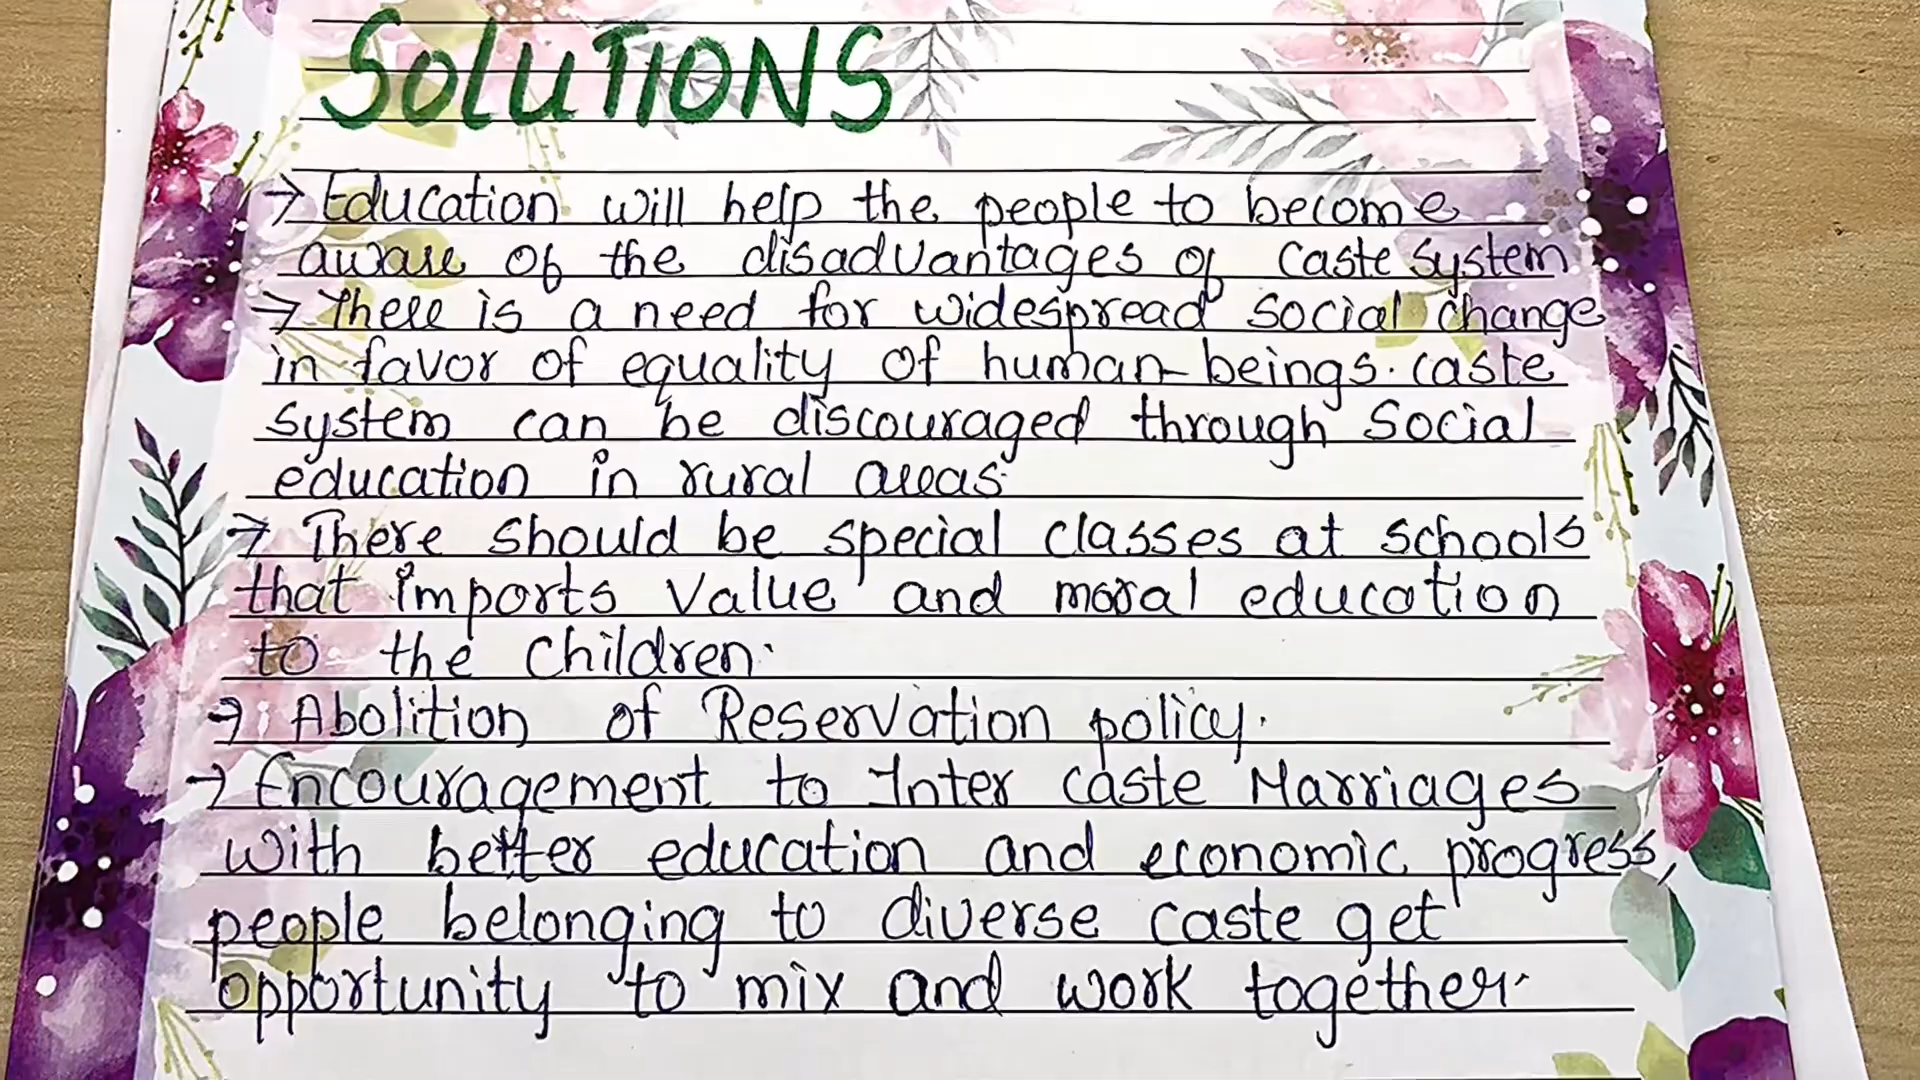 SOLUTIONS
→ Education will help the people to become
aware of the disadvantages of caste system
→ There is a need for widespread social change
in favor of equality of human beings. caste
system can be discouraged through social
education in rural areas.
→ There should be special classes at schools
that imports value and moral education
to the children.
→ Abolition of Reservation policy.
→ Encouragement to Inter caste Marriages
with better education and economic progress,
people belonging to diverse caste get
opportunity to mix and work together.